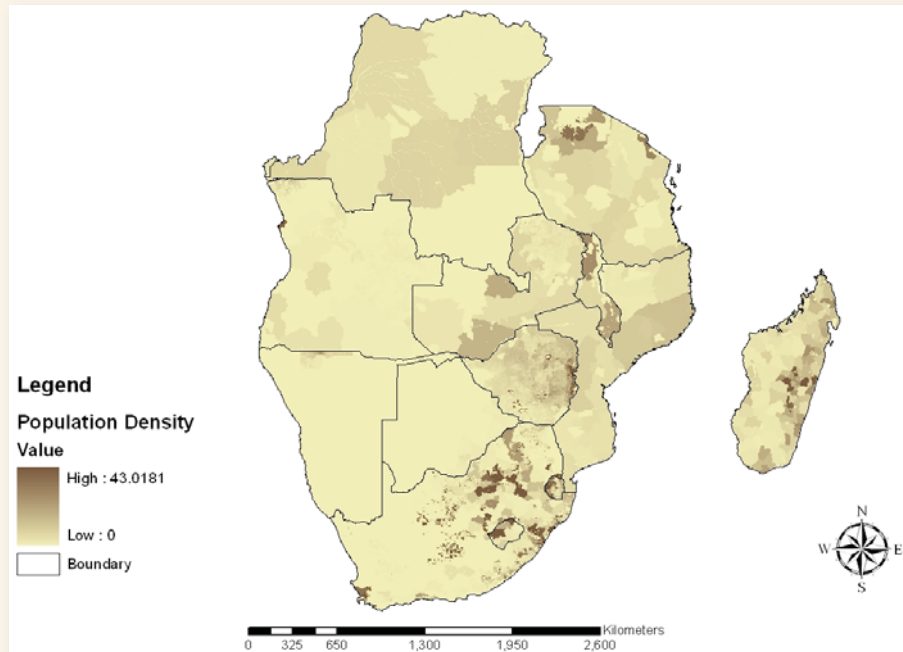 Legend
Population Density
Value
High : 43.0181
Low : 0
Boundary
N
W E
S
Kilometers
0 325 650 1,300 1,950 2,600